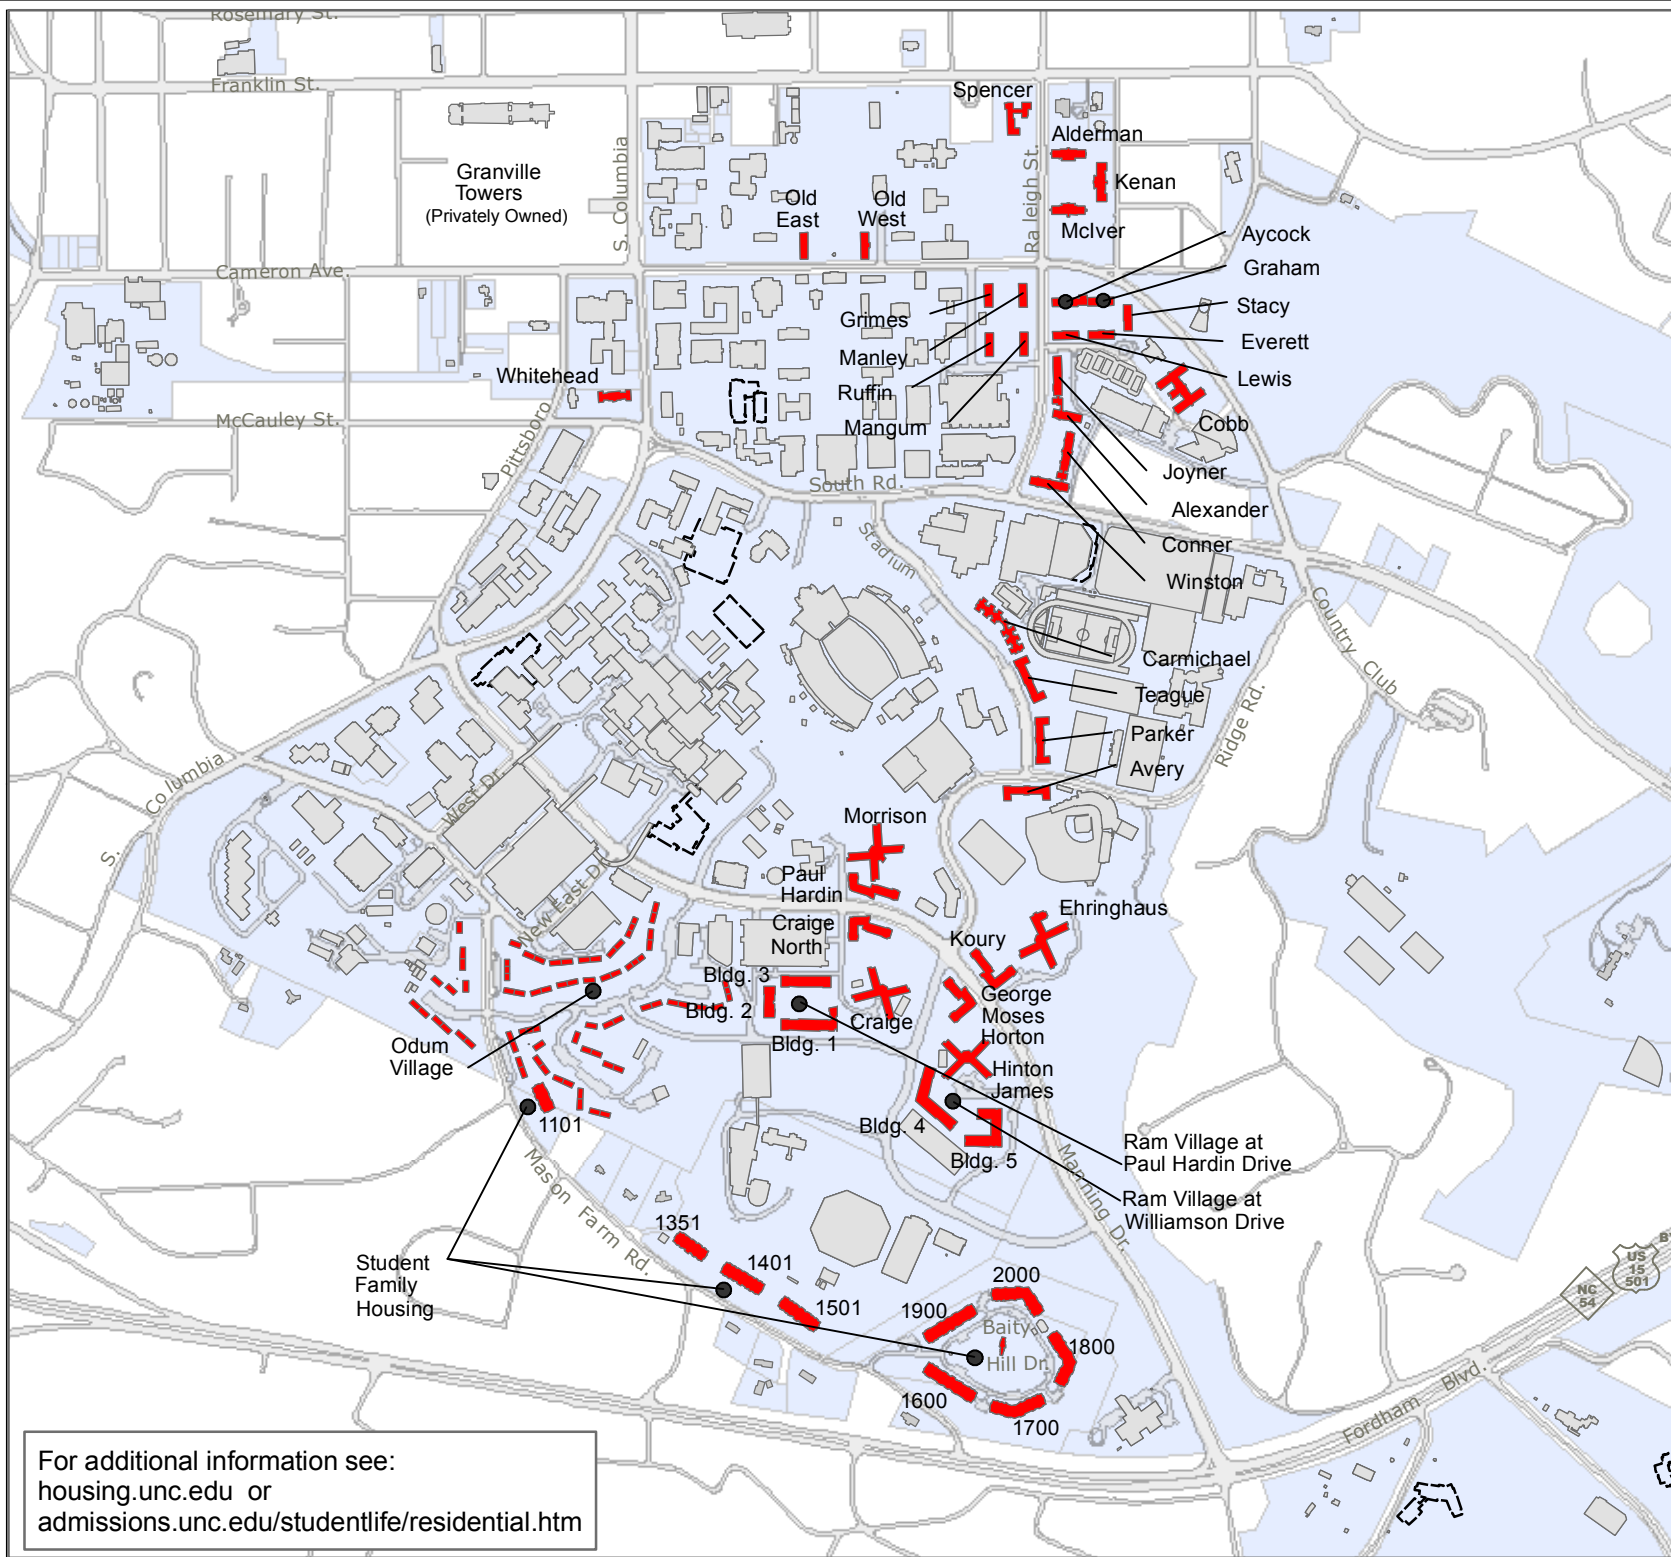 Rosemary St.
Franklin St.
Spencer
Alderman
S. Columbia
Raleigh St.
Granville
Towers
(Privately Owned)
Kenan
Old
East
Old
West
McIver
Aycock
Cameron Ave.
Graham
Stacy
Grimes
Everett
Manley
Whitehead
Lewis
Ruffin
McCauley St.
Mangum
Cobb
Pittsboro
Joyner
South Rd.
Alexander
Stadium
Conner
Winston
Country Club
Carmichael
Teague
Ridge Rd.
Parker
Avery
S. Columbia
West Dr.
Morrison
New East Dr.
Paul
Hardin
Ehringhaus
Craige
North
Koury
Bldg. 3
Bldg. 2
George
Moses
Horton
Craige
Bldg. 1
Odum
Village
Hinton
James
1101
Bldg. 4
Bldg. 5
Ram Village at
Paul Hardin Drive
Mason Farm Rd.
Manning Dr.
Ram Village at
Williamson Drive
1351
Student
Family
Housing
1401
US
15
501
NC
54
2000
1900
1501
Baity
Hill Dr.
1800
1600
1700
Fordham Blvd.
For additional information see:
housing.unc.edu or
admissions.unc.edu/studentlife/residential.htm